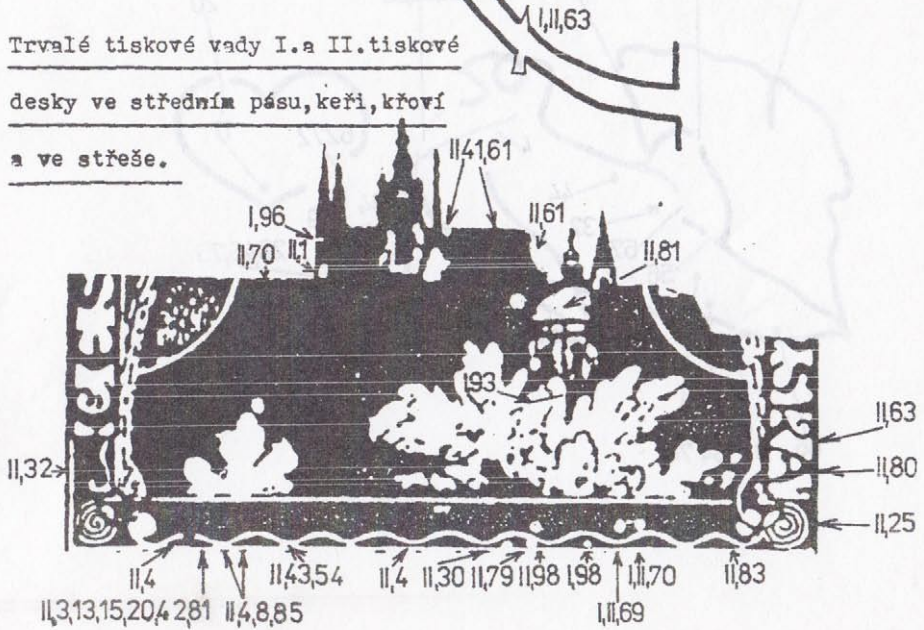 I,II,63
Trvalé tiskové vady I.a II.tiskové
desky ve středním pásu,keři,křoví
a ve střeše.
II41,61
I,96
II,61
II,70
II,1
II,81
I,93
II,63
II,32
II,80
II,25
II,4
II,43,54
II,4
II,30
II,79
II,98
I,98
I,II,70
II,83
II,3,13,15,20,42,81
II,4,8,85
I,II,69